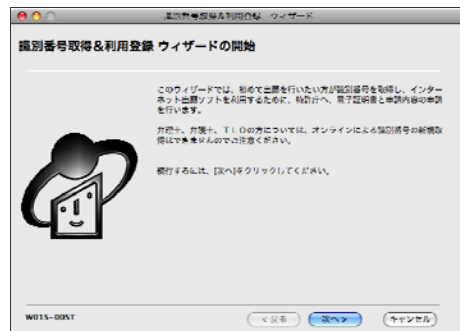 識別番号取得&利用登録 ウィザード
識別番号取得&利用登録 ウィザードの開始
このウィザードでは、初めて出願を行いたい方が識別番号を取得し、インター
ネット出願ソフトを利用するために、特許庁へ、電子証明書と申請内容の申請
を行います。
弁理士、弁護士、TLOの方については、オンラインによる識別番号の新規取
得はできませんのでご注意ください。
続行するには、[次へ]をクリックしてください。
W01S-00ST
<戻る
次へ>
キャンセル